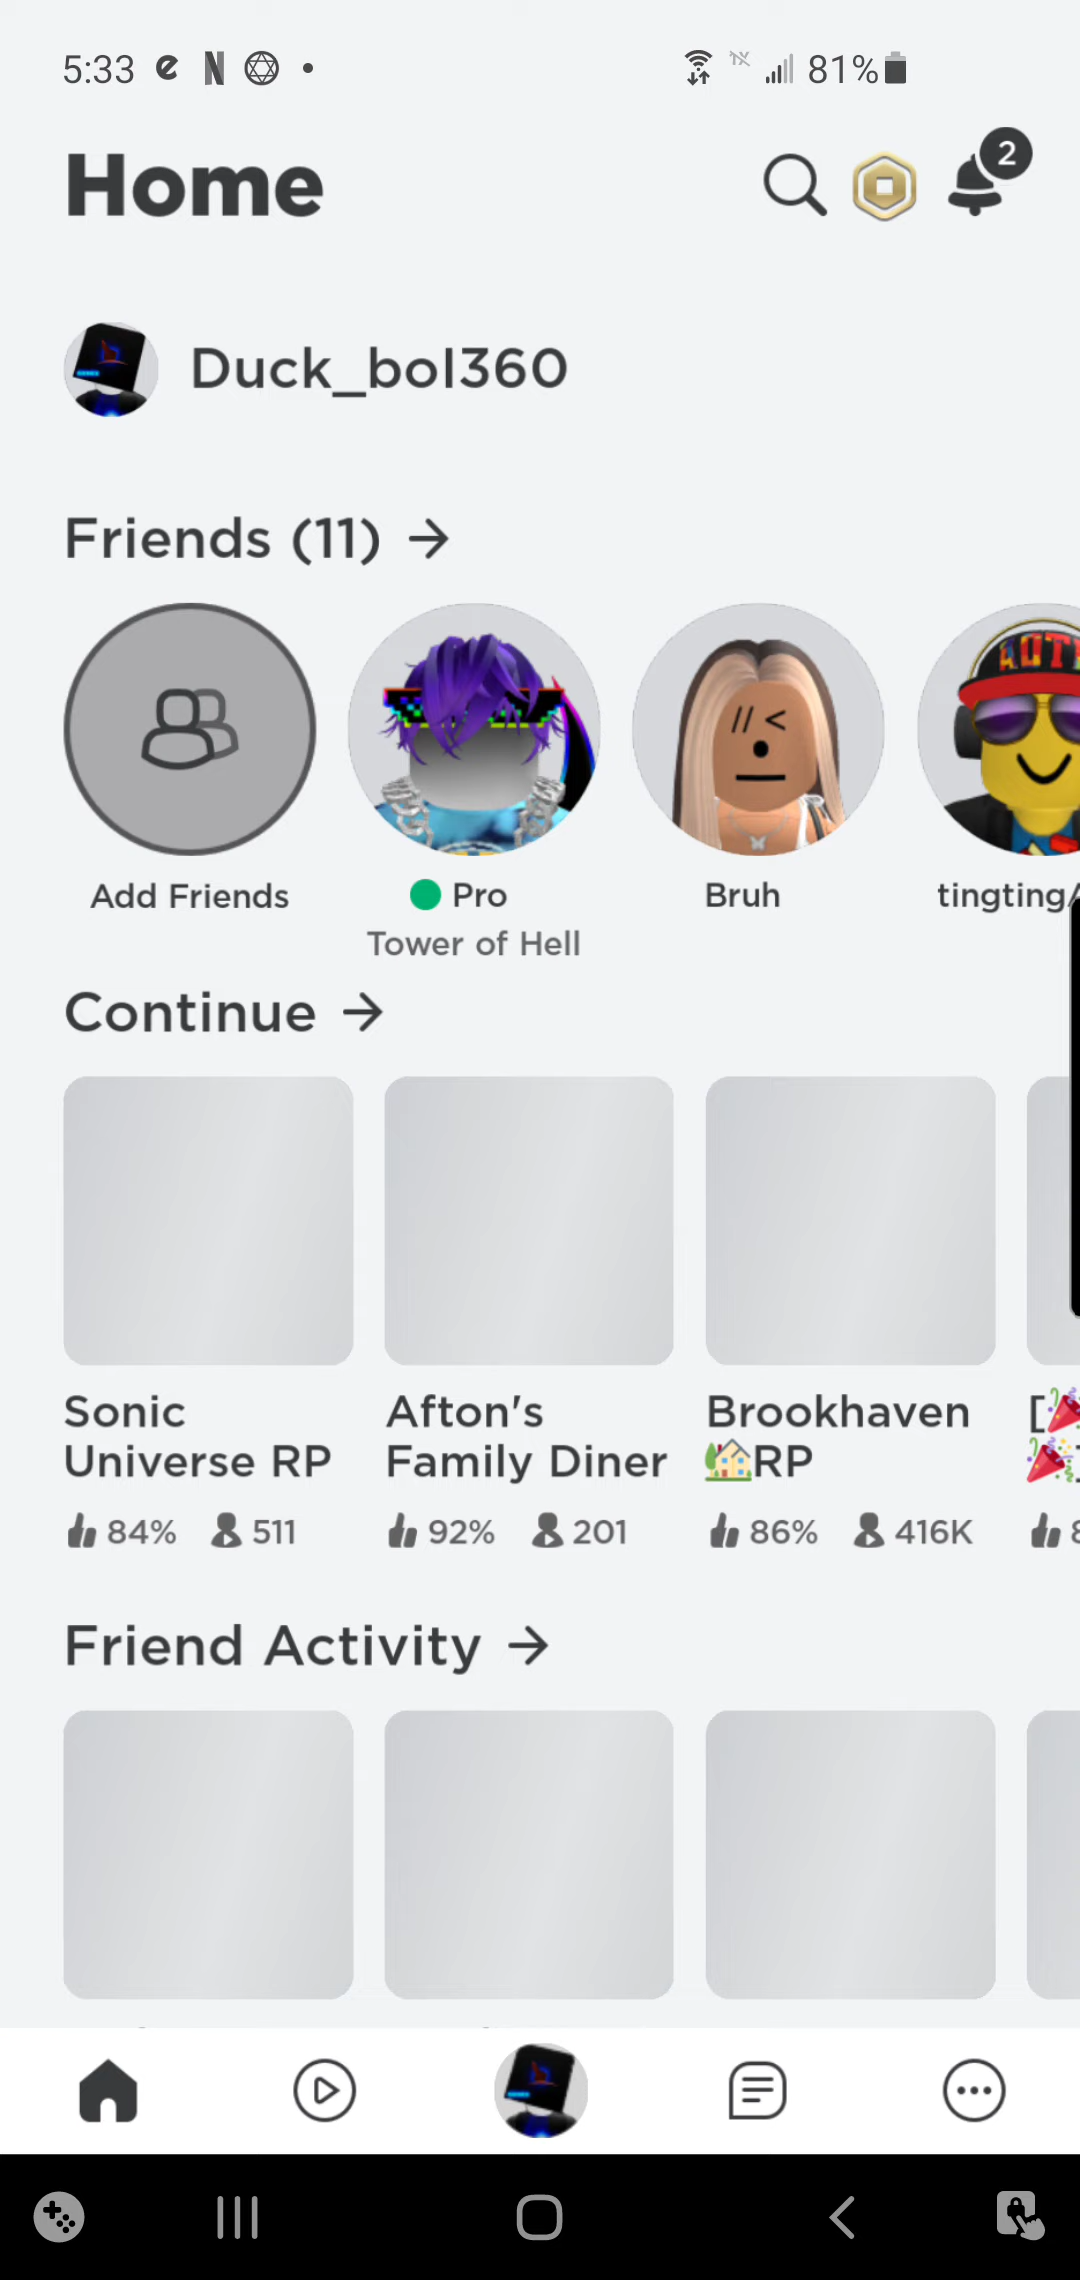 5:33
81%
Home
2
Duck_bol360
Friends (11) →
Add Friends
Pro
Bruh
tingting
Tower of Hell
Continue →
Sonic
Universe RP
Afton's
Family Diner
Brookhaven
🏡RP
[🎉
🎉
84%
511
92%
201
86%
416K
Friend Activity →